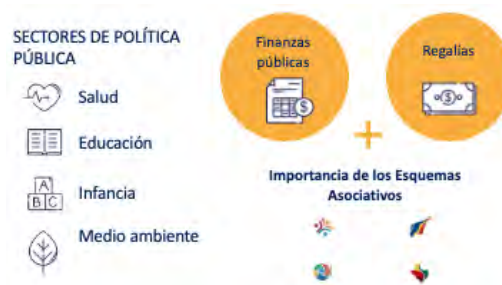 SECTORES DE POLÍTICA
PÚBLICA
Salud
Educación
Infancia
Medio ambiente
Finanzas
públicas
Regalías
Importancia de los Esquemas
Asociativos
A
B C